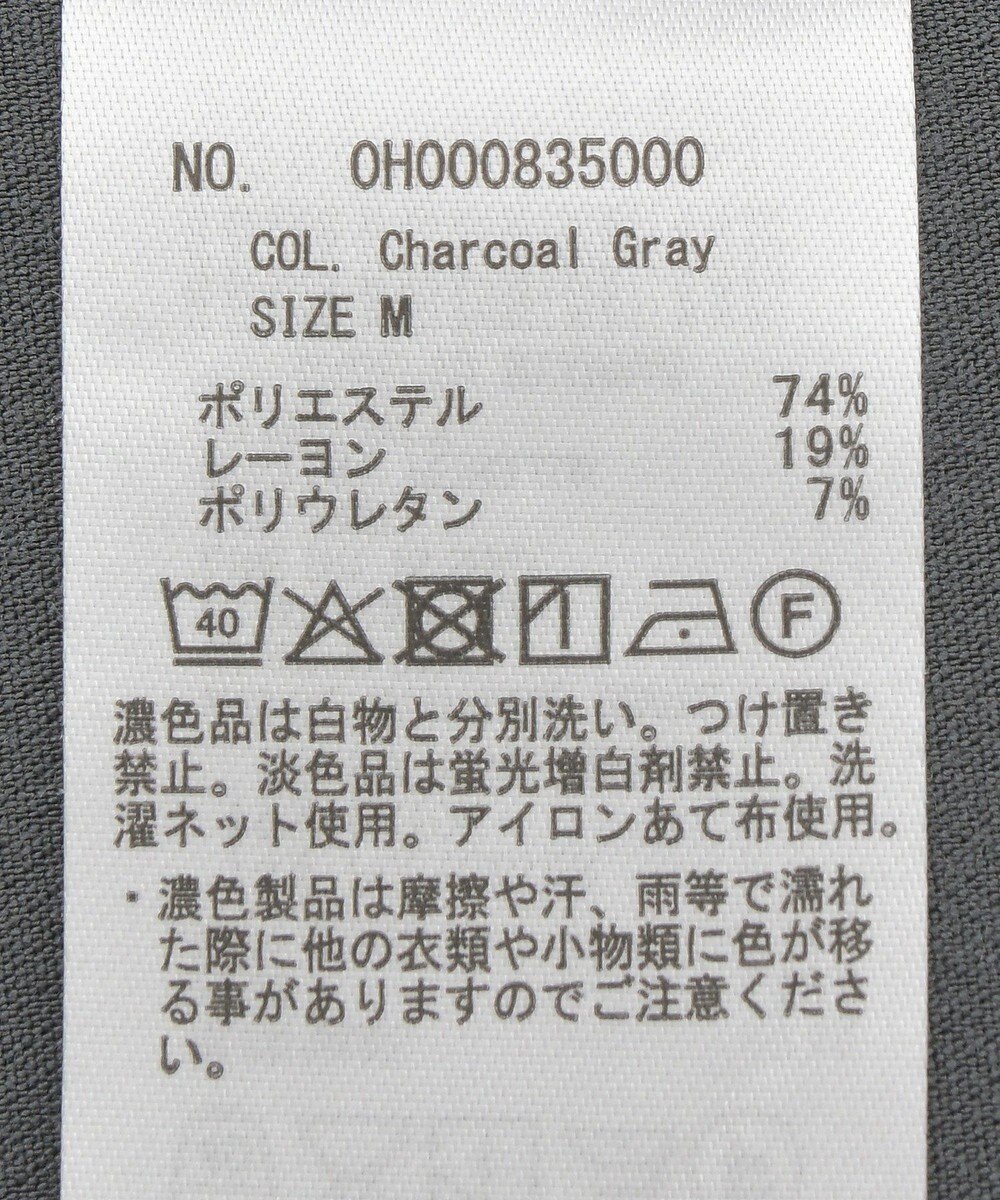 NO. 0H000835000
COL. Charcoal Gray
SIZE M
ポリエステル 74%
レーヨン 19%
ポリウレタン 7%
40 F
濃色品は白物と分別洗い。つけ置き
禁止。淡色品は蛍光増白剤禁止。洗
濯ネット使用。アイロンあて布使用。
・濃色製品は摩擦や汗、雨等で濡れ
た際に他の衣類や小物類に色が移
る事がありますのでご注意くださ
い。